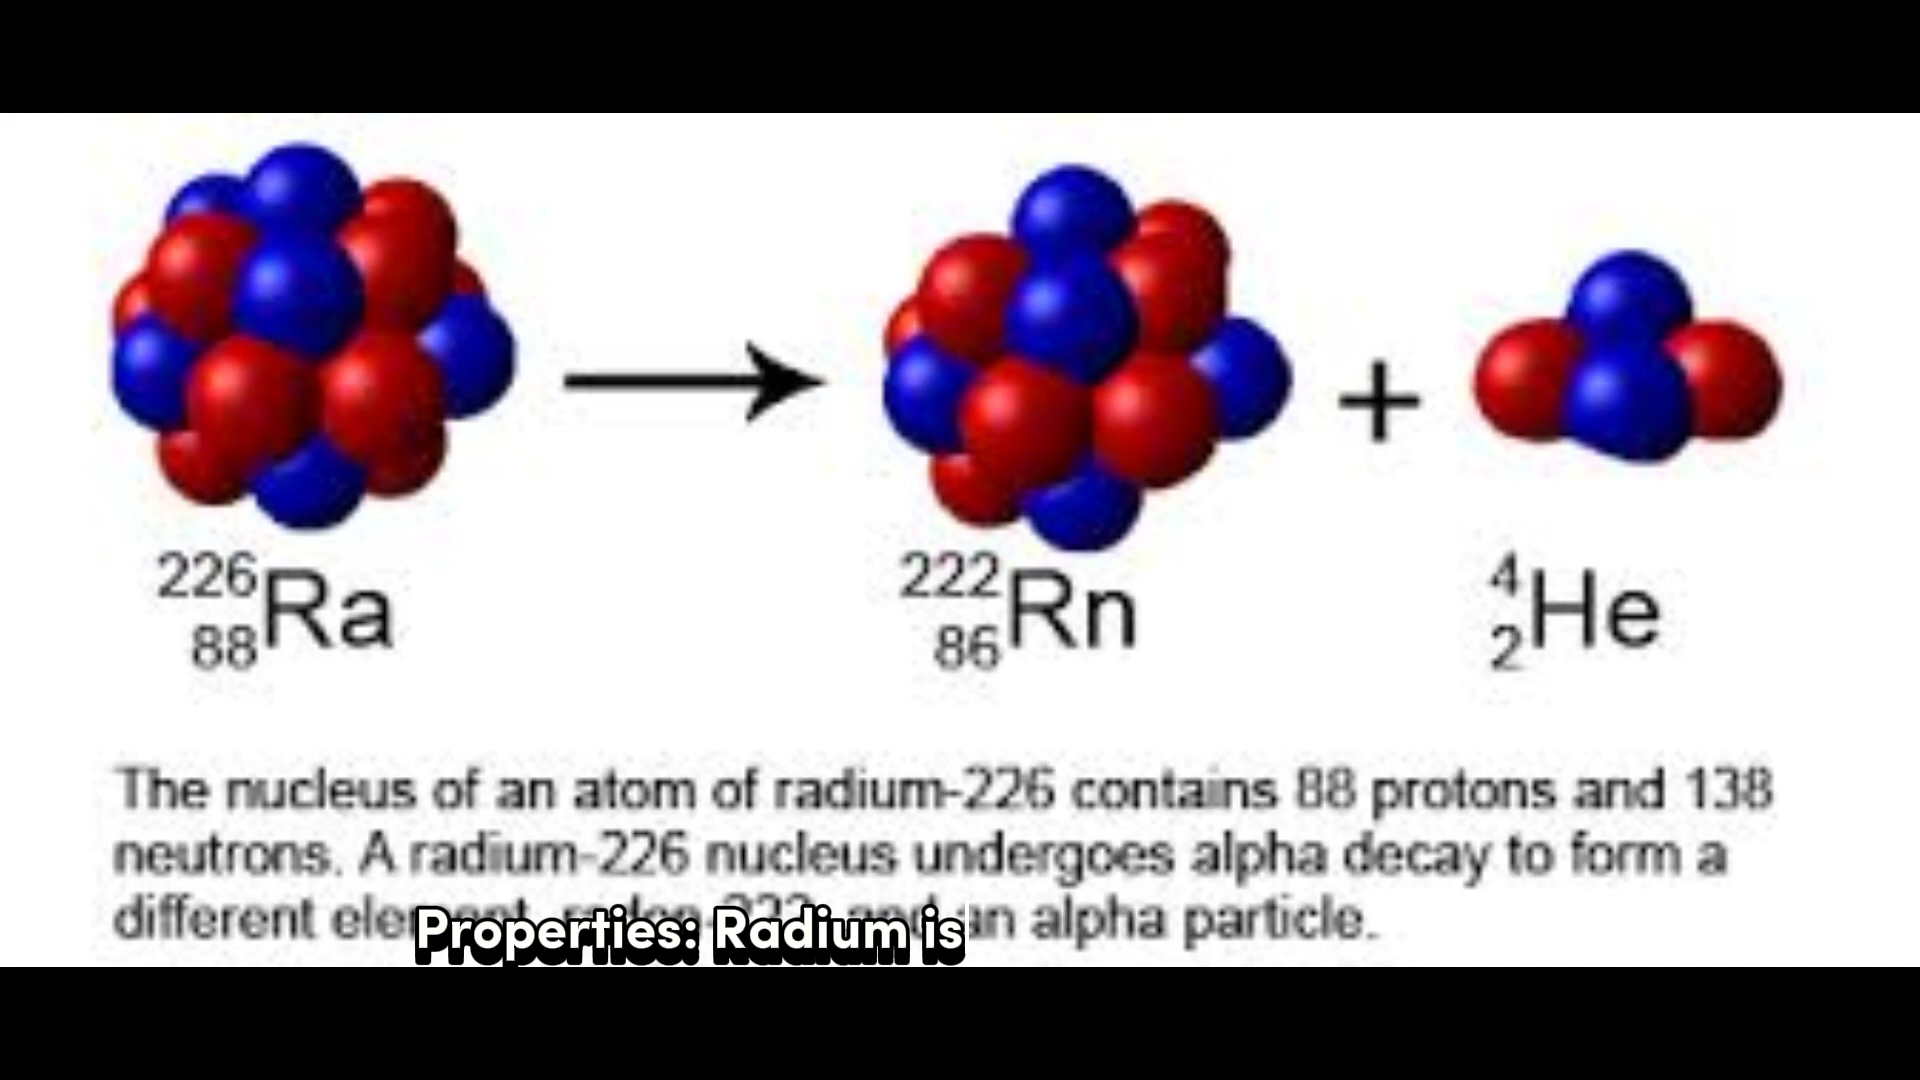 226
88Ra
222
86Rn
+
4
2He
The nucleus of an atom of radium-226 contains 88 protons and 138
neutrons. A radium-226 nucleus undergoes alpha decay to form a
different an alpha particle.
Properties: Radium is